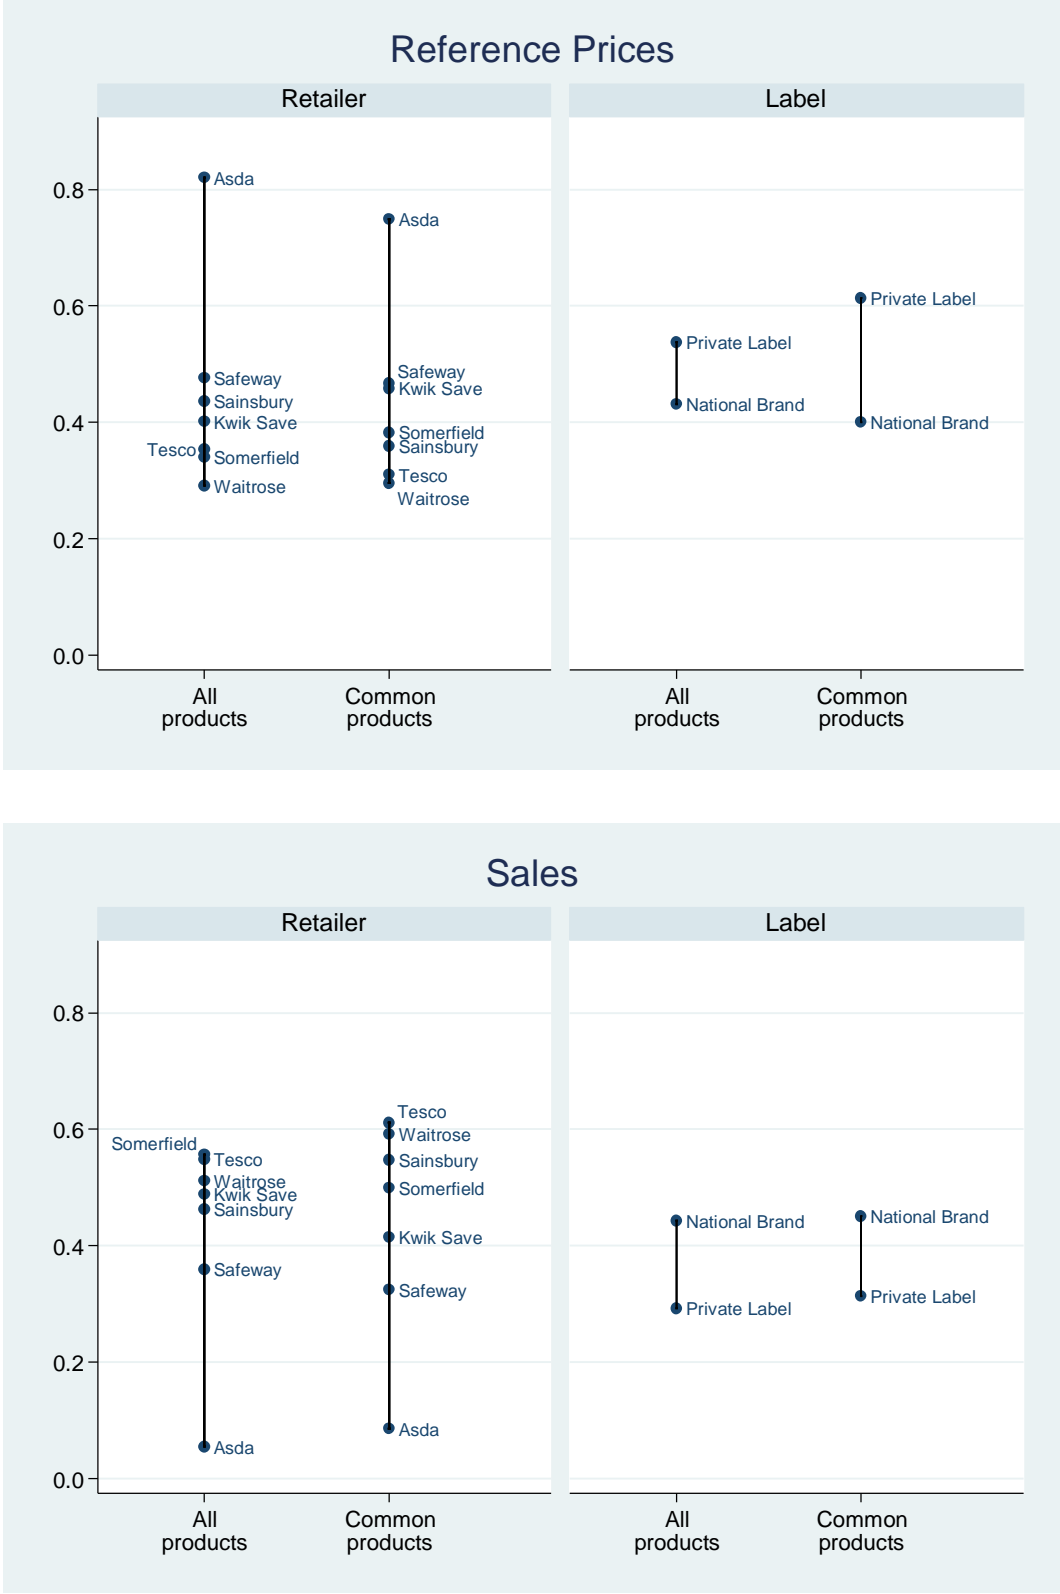 Reference Prices
Retailer
Label
0.8
0.6
0.4
0.2
0.0
Asda
Safeway
Sainsbury
Kwik Save
Tesco
Somerfield
Waitrose
Asda
Safeway
Kwik Save
Somerfield
Sainsbury
Tesco
Waitrose
Private Label
National Brand
Private Label
National Brand
All
products
Common
products
All
products
Common
products
Sales
Retailer
Label
0.8
0.6
0.4
0.2
0.0
Somerfield
Tesco
Waitrose
Kwik Save
Sainsbury
Safeway
Asda
Tesco
Waitrose
Sainsbury
Somerfield
Kwik Save
Safeway
Asda
National Brand
Private Label
National Brand
Private Label
All
products
Common
products
All
products
Common
products